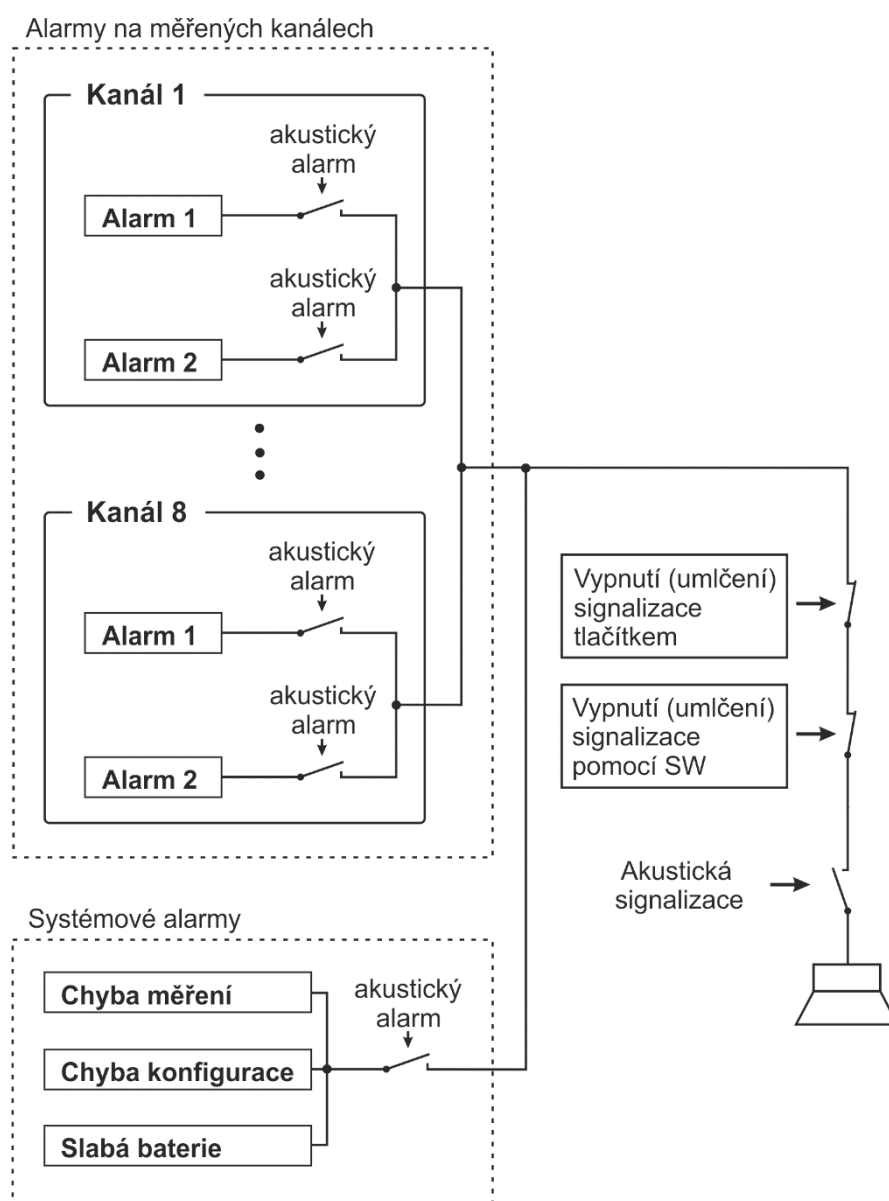 Alarmy na měřených kanálech
Kanál 1
akustický
alarm
Alarm 1
akustický
alarm
Alarm 2
Kanál 8
akustický
alarm
Alarm 1
akustický
alarm
Alarm 2
Vypnutí (umlčení)
signalizace
tlačítkem
Vypnutí (umlčení)
signalizace
pomocí SW
Akustická
signalizace
Systémové alarmy
Chyba měření
akustický
alarm
Chyba konfigurace
Slabá baterie